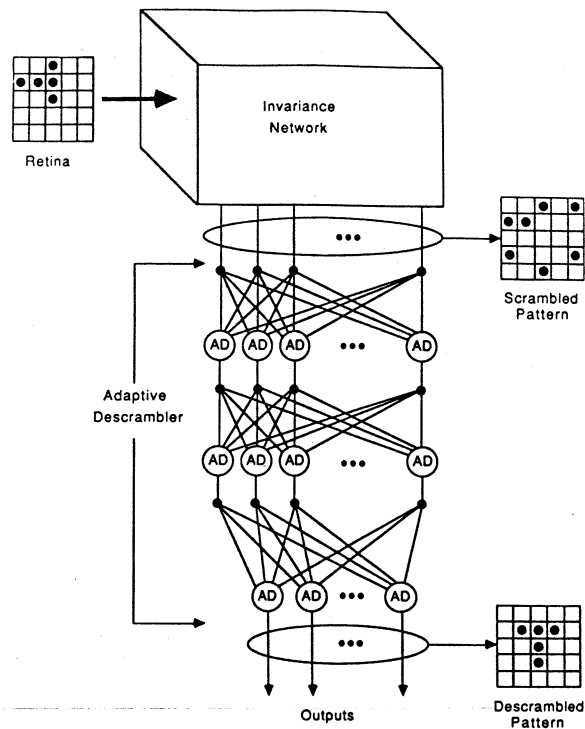 Invariance
Network
Retina
•••
Scrambled
Pattern
AD AD AD ••• AD
Adaptive
Descrambler
AD AD AD ••• AD
AD AD ••• AD
•••
Outputs
Descrambled
Pattern